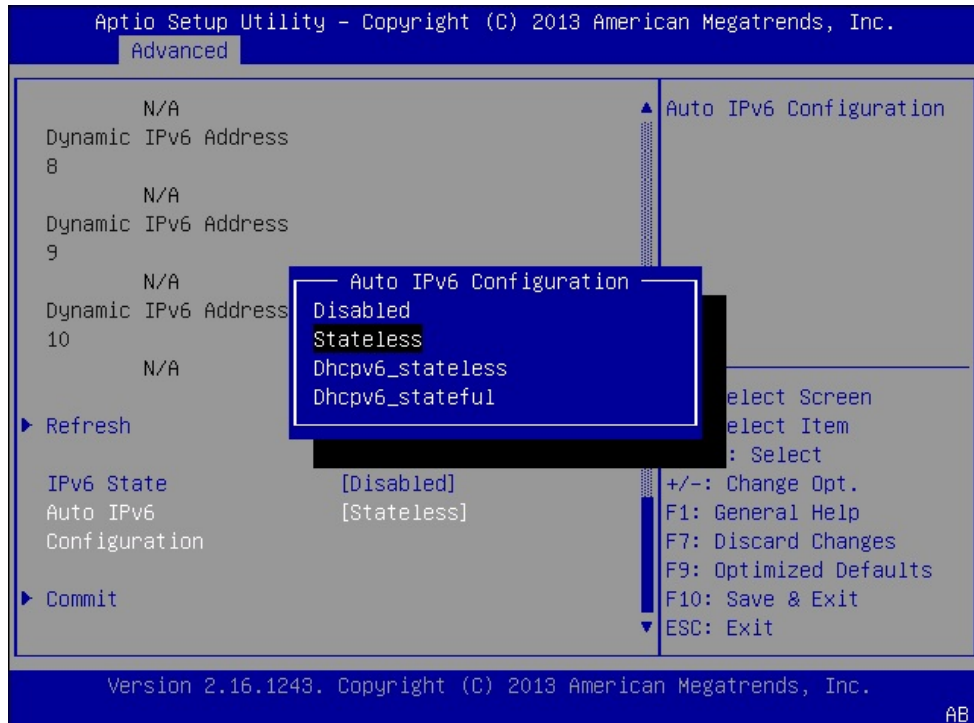 Aptio Setup Utility – Copyright (C) 2013 American Megatrends, Inc.
Advanced
N/A
Dynamic IPv6 Address
8
N/A
Dynamic IPv6 Address
9
N/A
Dynamic IPv6 Address
10
N/A
Refresh
IPv6 State [Disabled]
Auto IPv6 [Stateless]
Configuration
Commit
Auto IPv6 Configuration
Disabled
Stateless
Dhcpv6_stateless
Dhcpv6_stateful
Auto IPv6 Configuration
elect Screen
elect Item
: Select
+/-: Change Opt.
F1: General Help
F7: Discard Changes
F9: Optimized Defaults
F10: Save & Exit
ESC: Exit
Version 2.16.1243. Copyright (C) 2013 American Megatrends, Inc.
AB